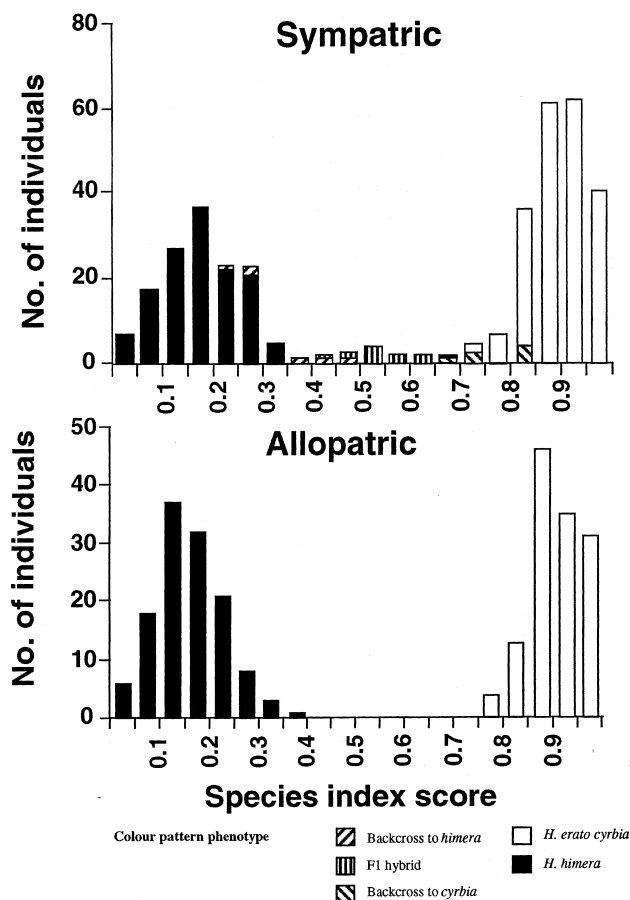 Sympatric
No. of individuals
80
60
40
20
0
0.1 0.2 0.3 0.4 0.5 0.6 0.7 0.8 0.9
Allopatric
No. of individuals
50
40
30
20
10
0
0.1 0.2 0.3 0.4 0.5 0.6 0.7 0.8 0.9
Species index score
Colour pattern phenotype
Backcross to himera
F1 hybrid
Backcross to cyrbia
H. erato cyrbia
H. himera